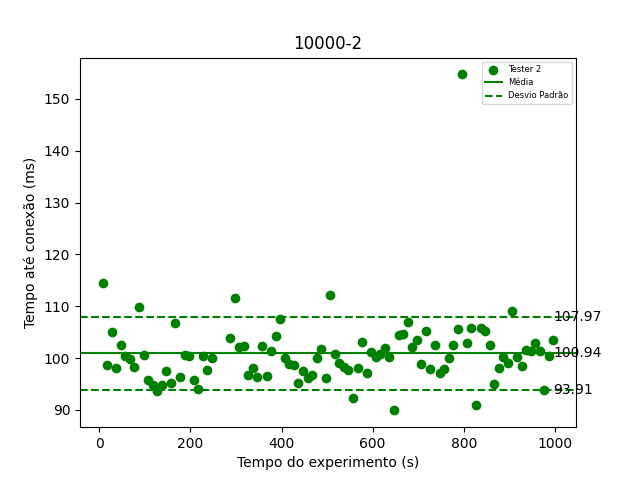 10000-2
Tempo até conexão (ms)
150
140
130
120
110
100
90
Tester 2
Média
Desvio Padrão
107.97
100.94
93.91
0 200 400 600 800 1000
Tempo do experimento (s)